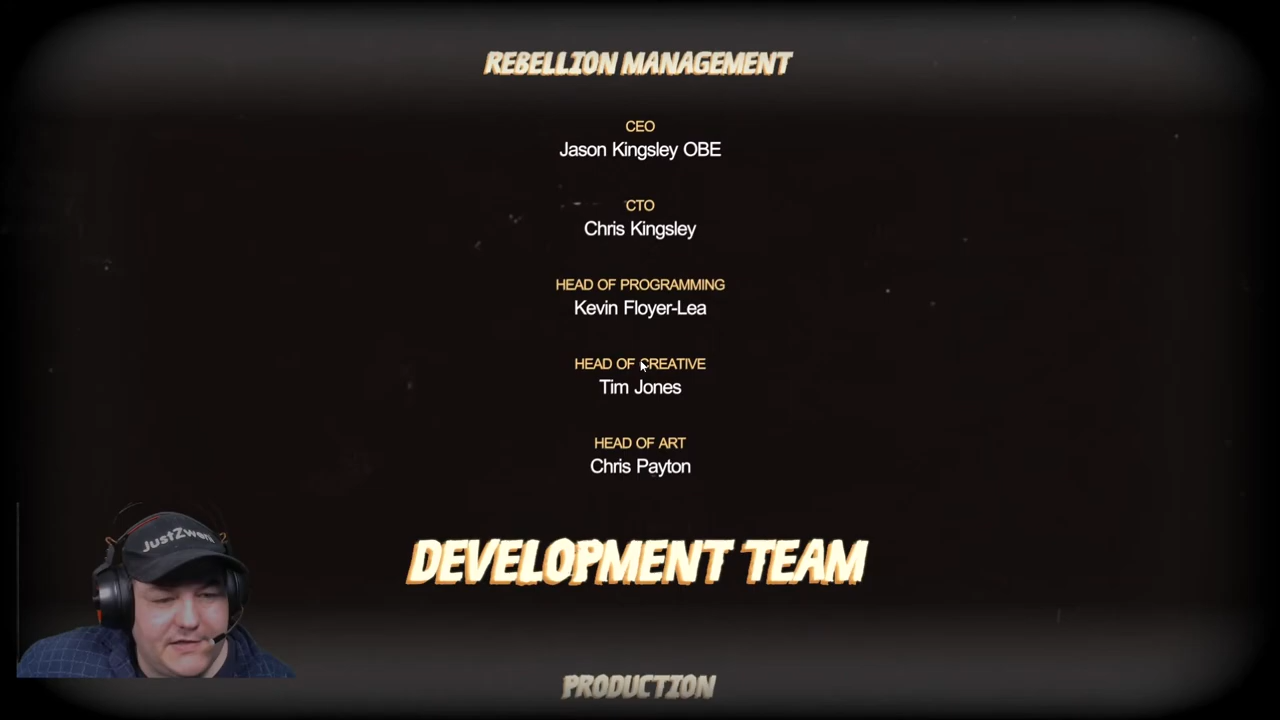 REBELLION MANAGEMENT
CEO
Jason Kingsley OBE
CTO
Chris Kingsley
HEAD OF PROGRAMMING
Kevin Floyer-Lea
HEAD OF CREATIVE
Tim Jones
HEAD OF ART
Chris Payton
DEVELOPMENT TEAM
PRODUCTION